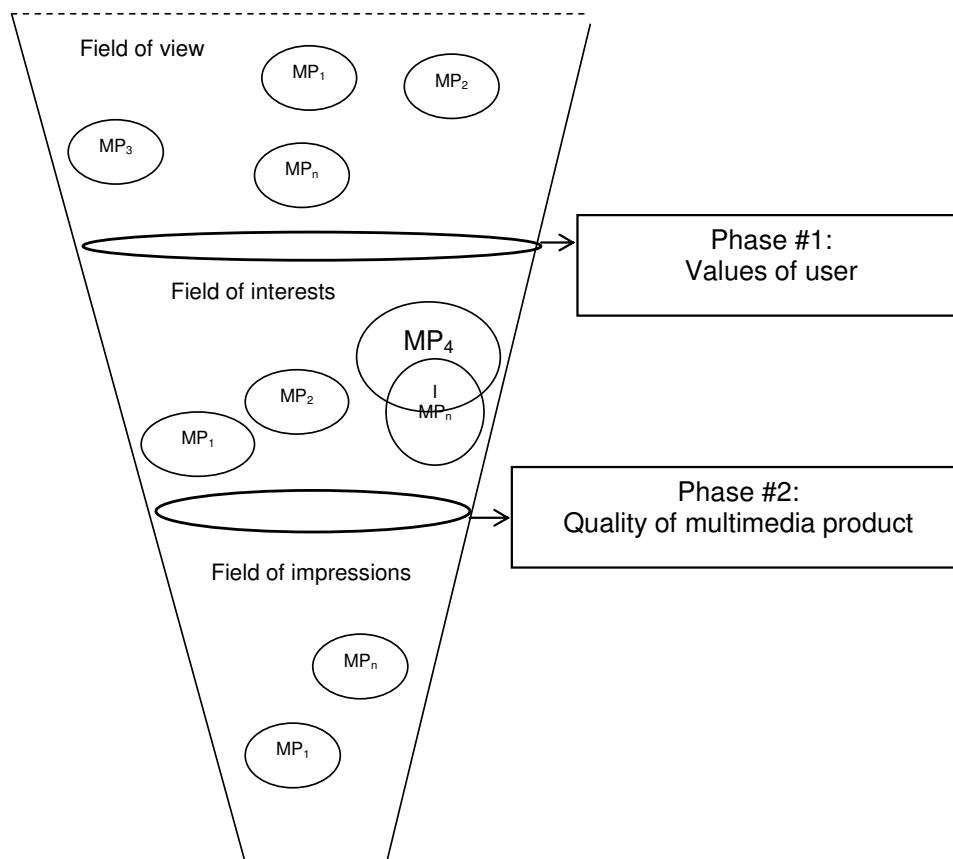 Field of view
MP₁
MP₂
MP₃
MPₙ
Phase #1:
Values of user
Field of interests
MP₄
I
MPₙ
MP₂
MP₁
Phase #2:
Quality of multimedia product
Field of impressions
MPₙ
MP₁